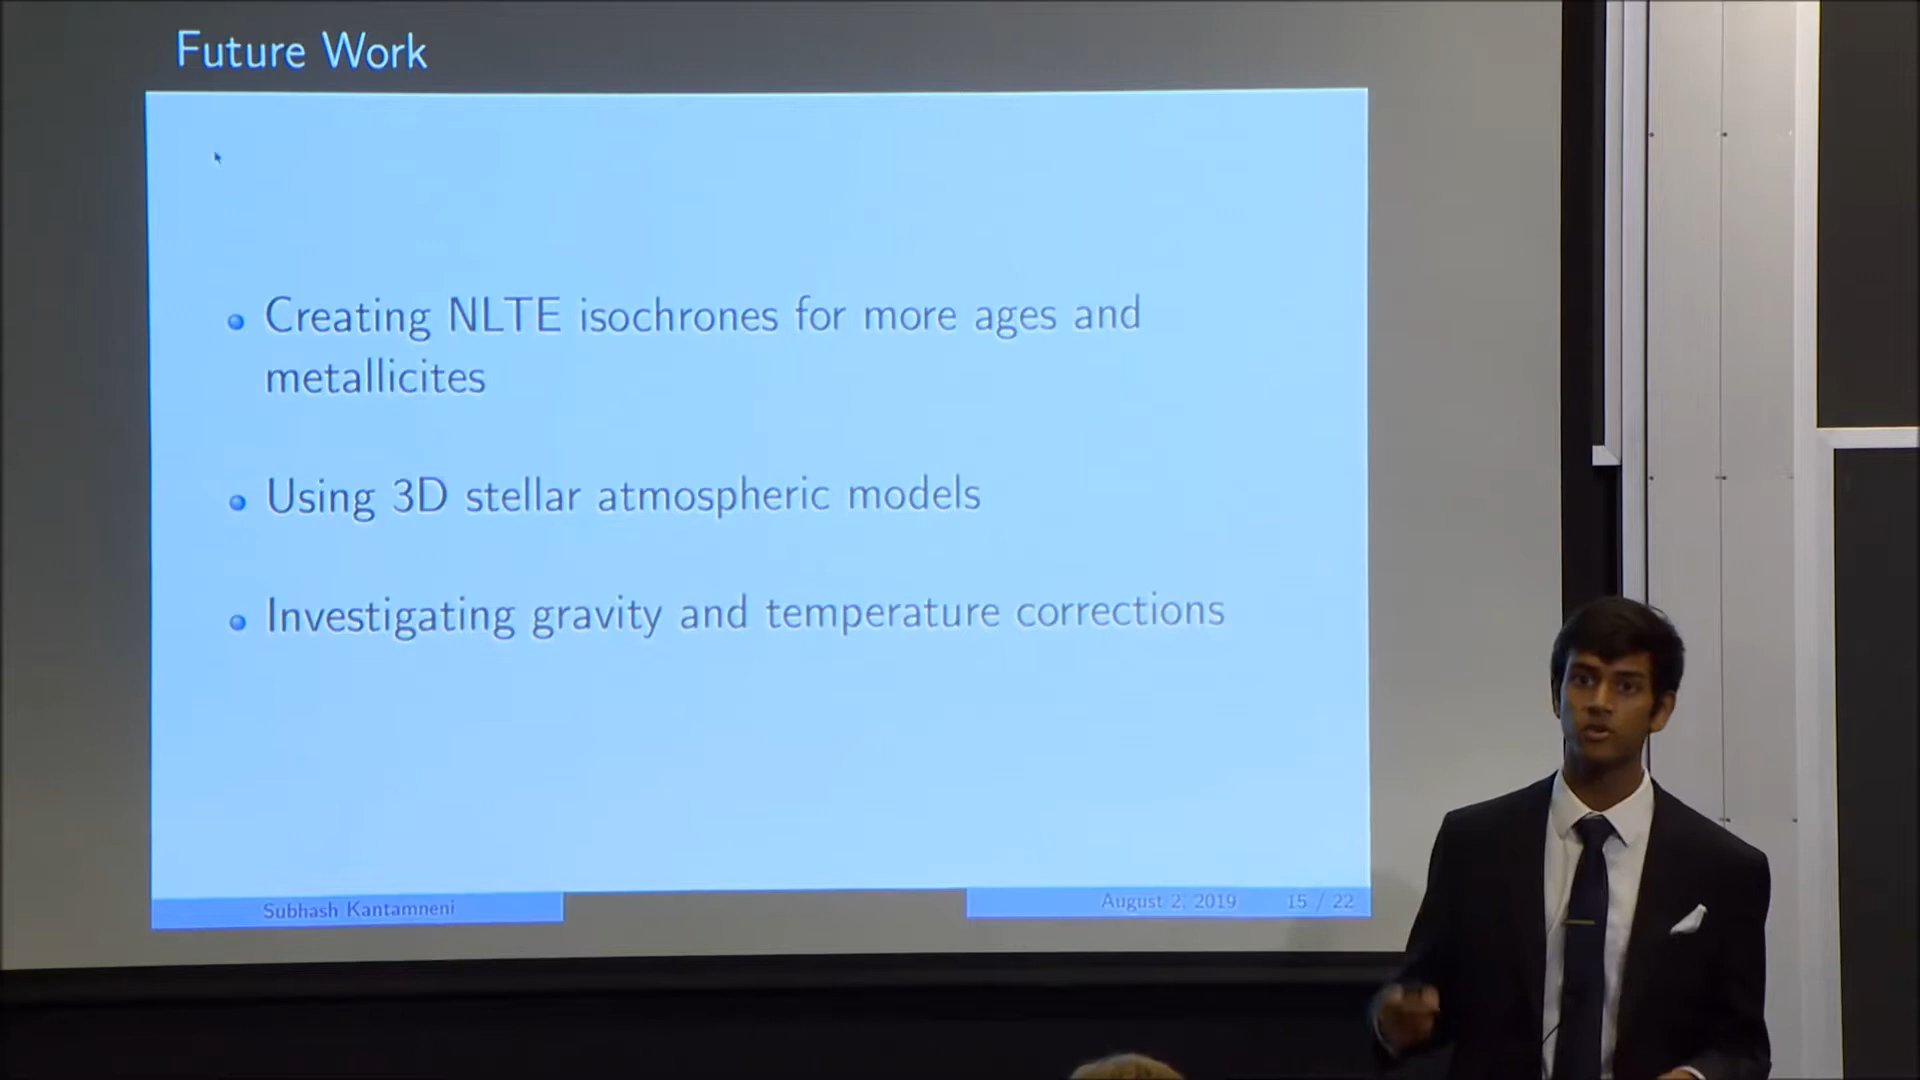 Future Work
Creating NLTE isochrones for more ages and
metallicites
Using 3D stellar atmospheric models
Investigating gravity and temperature corrections
Subhash Kantamneni
August 2, 2019 15 / 22